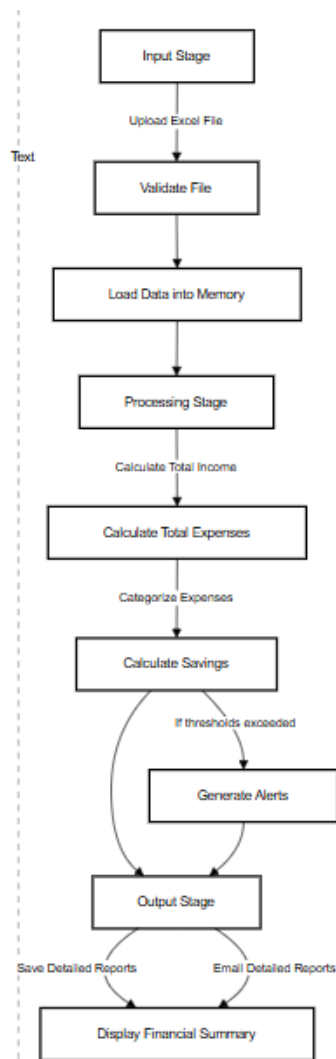 Input Stage
Upload Excel File
Text
Validate File
Load Data into Memory
Processing Stage
Calculate Total Income
Calculate Total Expenses
Categorize Expenses
Calculate Savings
If thresholds exceeded
Generate Alerts
Output Stage
Save Detailed Reports
Email Detailed Reports
Display Financial Summary